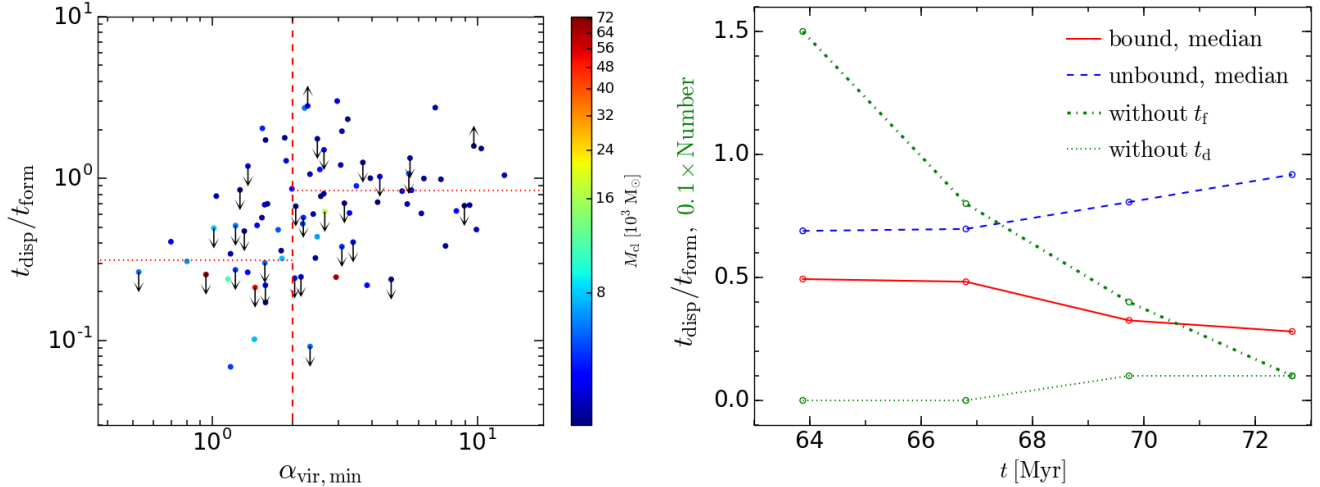 10^1
10^0
10^-1
t_disp/t_form
10^0
10^1
α_vir, min
72
64
56
48
40
32
24
16
8
M_cl [10^3 M_⊙]
1.5
1.0
0.5
0.0
t_disp/t_form, 0.1 × Number
bound, median
unbound, median
without t_f
without t_d
64
66
68
70
72
t [Myr]